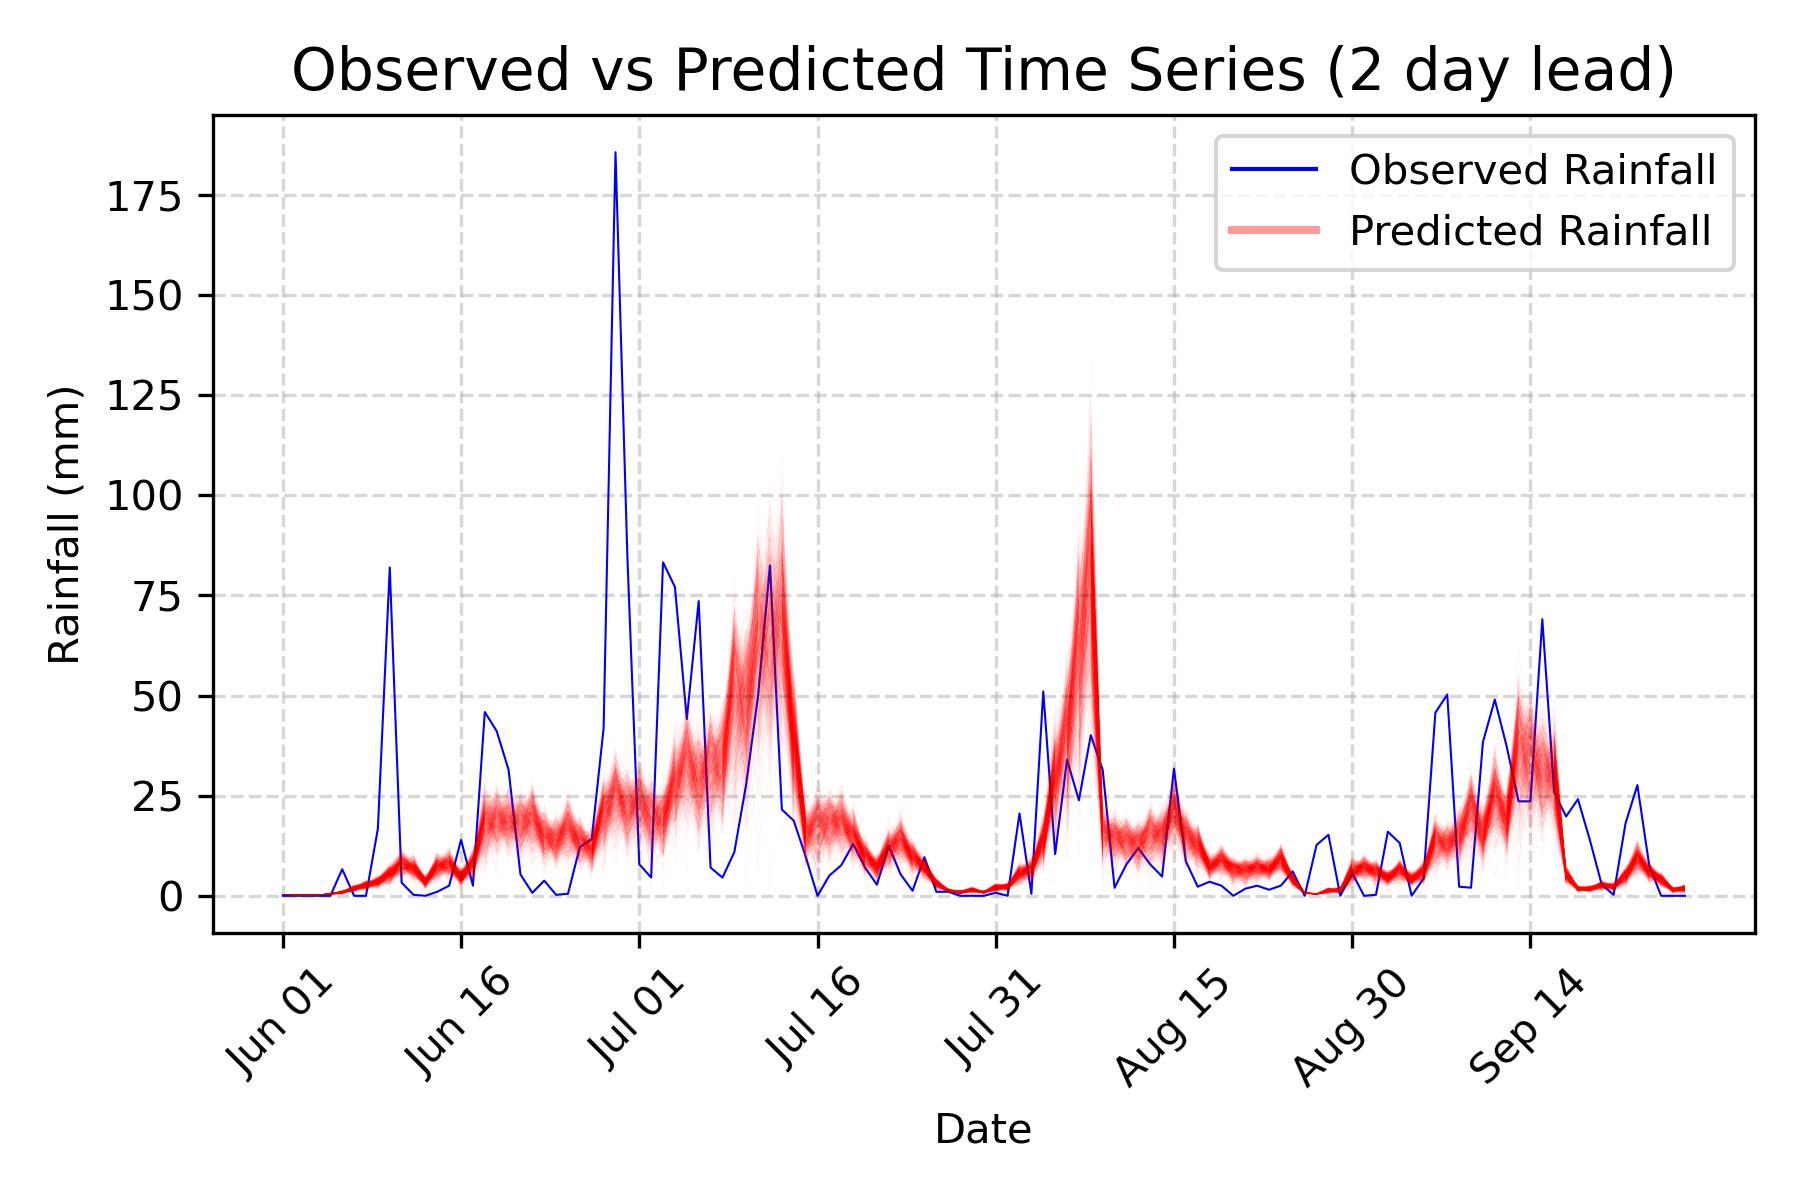 Observed vs Predicted Time Series (2 day lead)
Observed Rainfall
Predicted Rainfall
Rainfall (mm)
175
150
125
100
75
50
25
0
Jun 01
Jun 16
Jul 01
Jul 16
Jul 31
Aug 15
Aug 30
Sep 14
Date